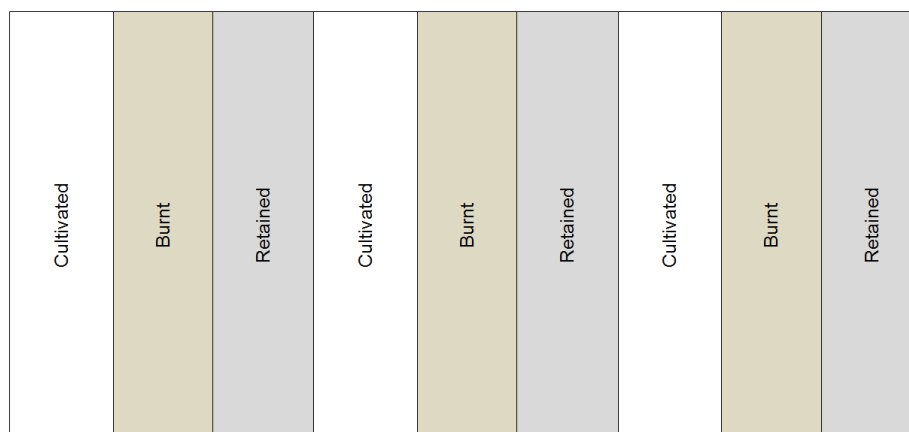 Cultivated
Burnt
Retained
Cultivated
Burnt
Retained
Cultivated
Burnt
Retained